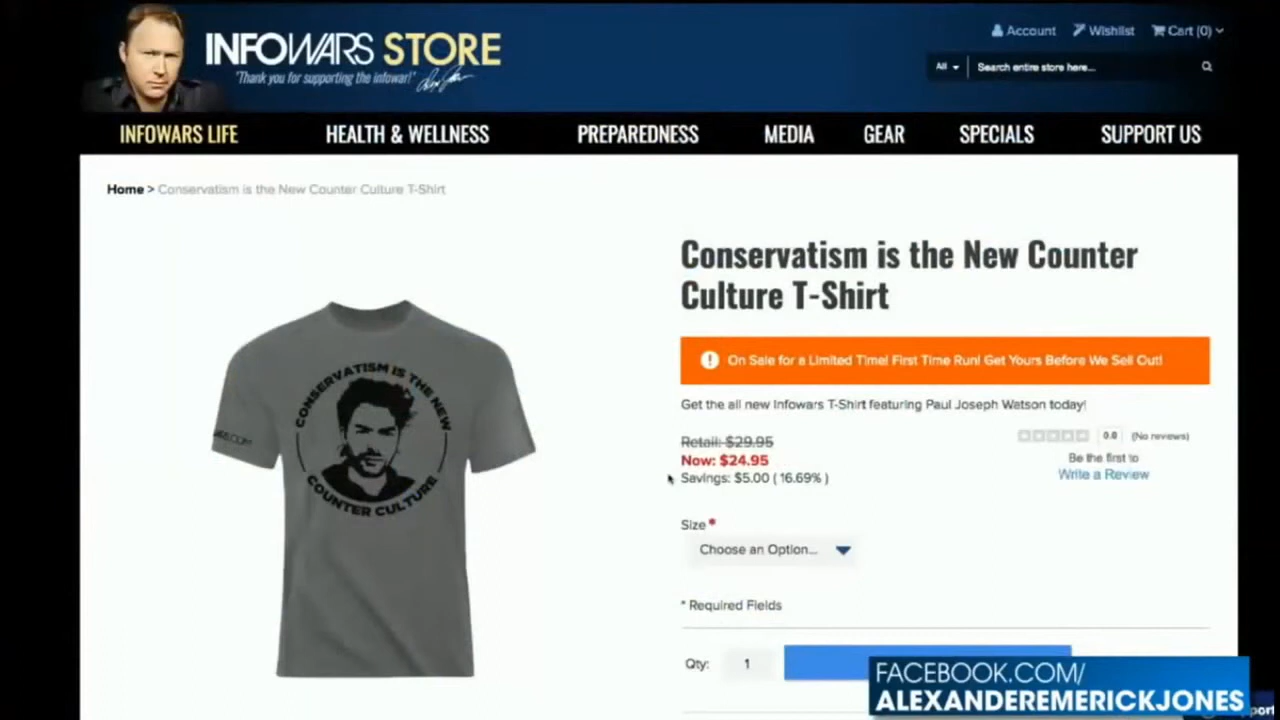 INFOWARS STORE
"Thank you for supporting the infowar!"
Account
Wishlist
Cart (0)
All
Search entire store here...
INFOWARS LIFE
HEALTH & WELLNESS
PREPAREDNESS
MEDIA
GEAR
SPECIALS
SUPPORT US
Home > Conservatism is the New Counter Culture T-Shirt
Conservatism is the New Counter
Culture T-Shirt
On Sale for a Limited Time! First Time Run! Get Yours Before We Sell Out!
Get the all new Infowars T-Shirt featuring Paul Joseph Watson today!
Retail: $29.95
Now: $24.95
Savings: $5.00 ( 16.69% )
0.0 (No reviews)
Be the first to
Write a Review
Size *
Choose an Option...
* Required Fields
Qty: 1
CONSERVATISM IS THE NEW
COUNTER CULTURE
FACEBOOK.COM/
ALEXANDEREMERICKJONES